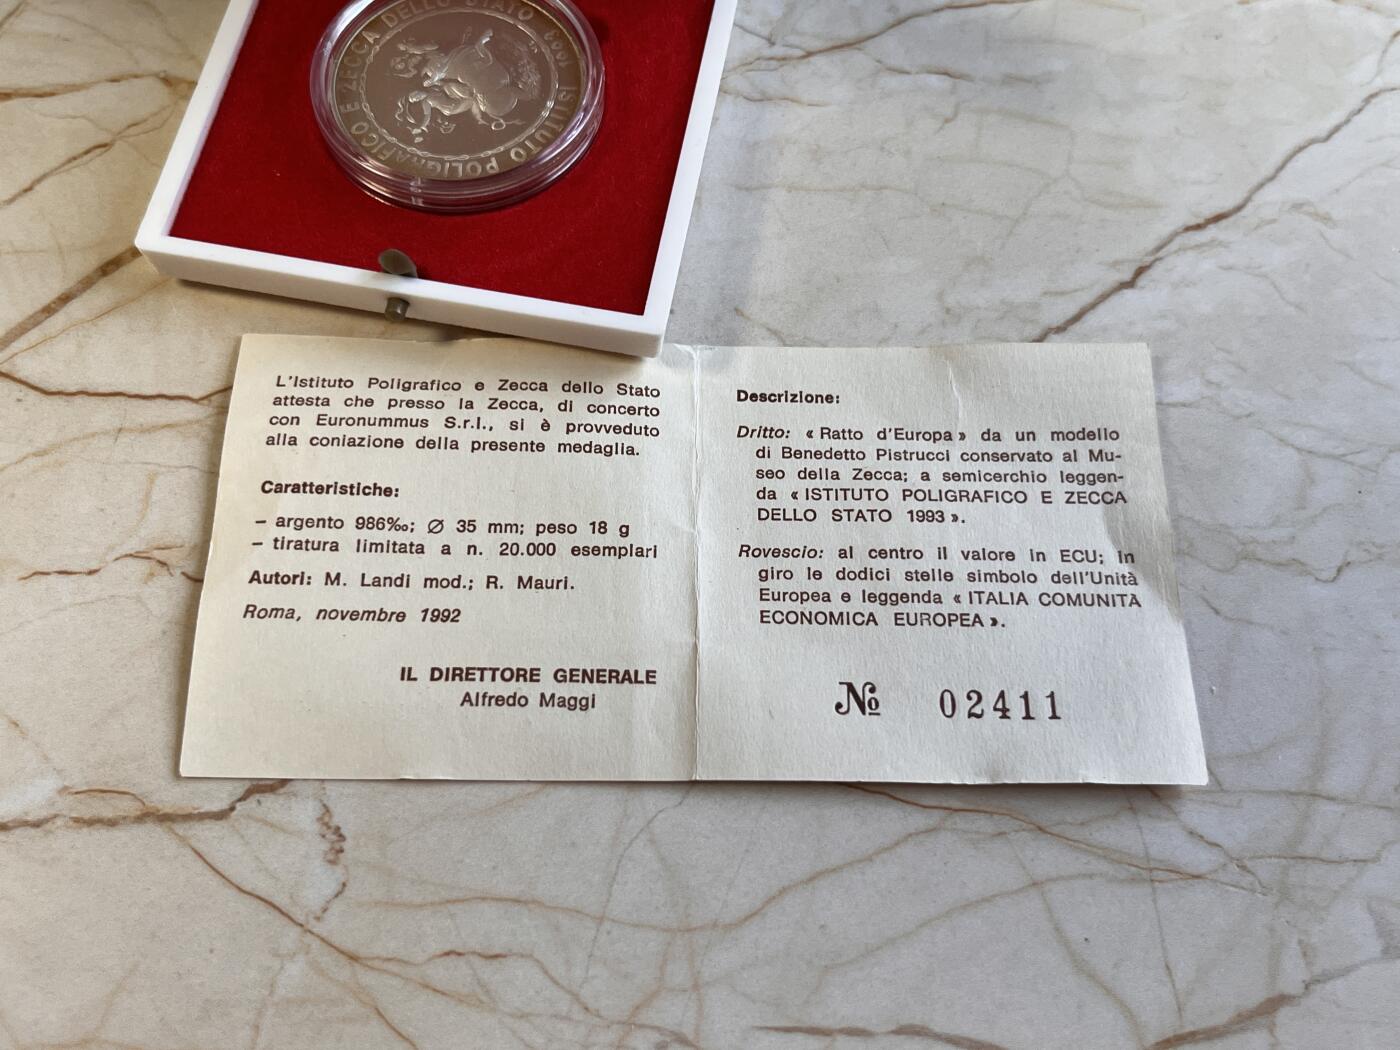 ISTITUTO POLIGRAFICO E ZECCA DELLO STATO 1993
L'Istituto Poligrafico e Zecca dello Stato
attesta che presso la Zecca, di concerto
con Euronummus S.r.l., si è provveduto
alla coniazione della presente medaglia.
Caratteristiche:
– argento 986‰; ∅ 35 mm; peso 18 g
– tiratura limitata a n. 20.000 esemplari
Autori: M. Landi mod.; R. Mauri.
Roma, novembre 1992
IL DIRETTORE GENERALE
Alfredo Maggi
Descrizione:
Dritto: « Ratto d'Europa » da un modello
di Benedetto Pistrucci conservato al Mu-
seo della Zecca; a semicerchio leggen-
da « ISTITUTO POLIGRAFICO E ZECCA
DELLO STATO 1993 ».
Rovescio: al centro il valore in ECU; in
giro le dodici stelle simbolo dell'Unità
Europea e leggenda « ITALIA COMUNITÀ
ECONOMICA EUROPEA ».
No 02411